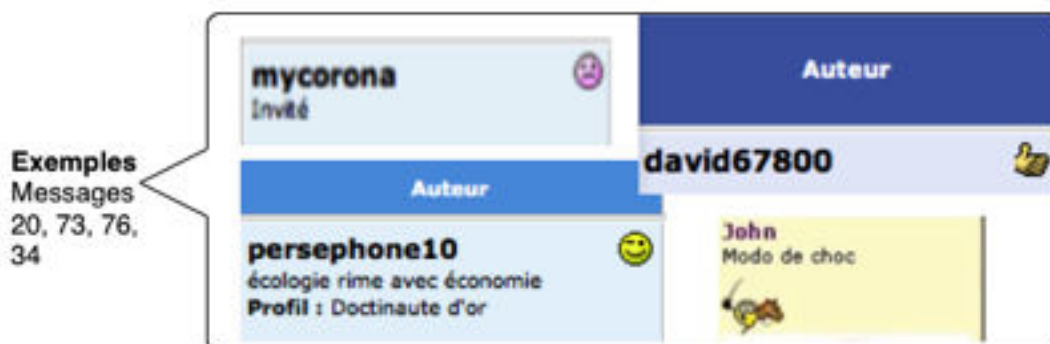 Exemples
Messages
20, 73, 76,
34
mycorona
Invité
Auteur
persephone10
écologie rime avec économie
Profil : Doctinaute d'or
Auteur
david67800
John
Modo de choc